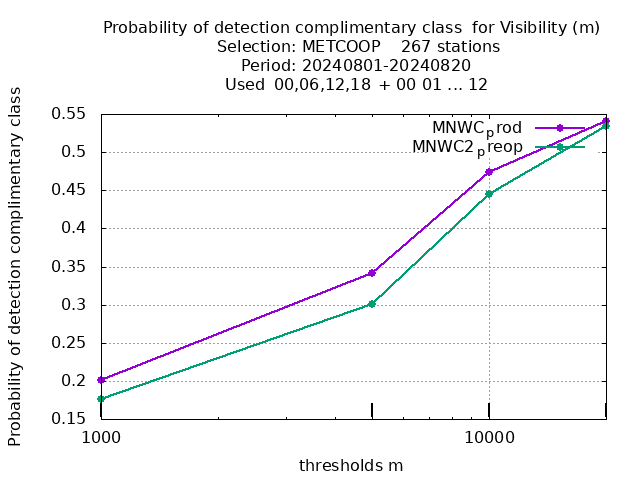 Probability of detection complimentary class  for Visibility (m)
Selection: METCOOP    267 stations
Period: 20240801-20240820
Used  00,06,12,18 + 00 01 ... 12
Probability of detection complimentary class
0.55
0.5
0.45
0.4
0.35
0.3
0.25
0.2
0.15
MNWCprod
MNWC2preop
1000
10000
thresholds m